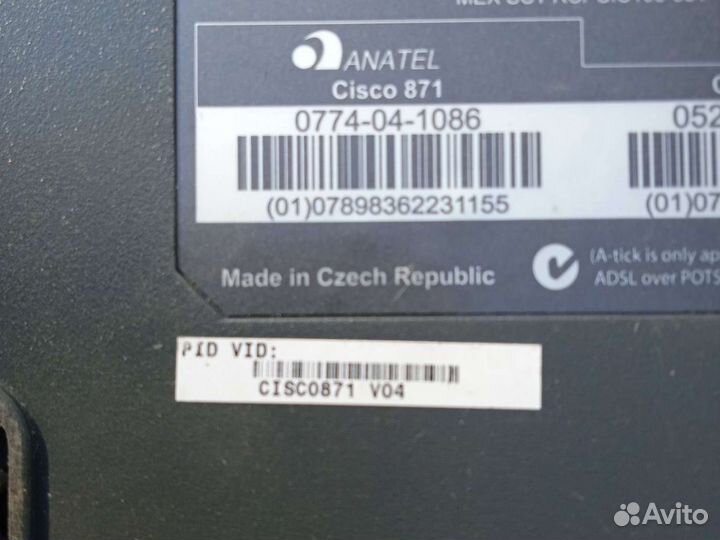 ANATEL
Cisco 871
0774-04-1086
052
(01)07898362231155
(01)07
Made in Czech Republic
(A-tick is only ap
ADSL over POTS
PID VID:
CISCO871 V04
Avito